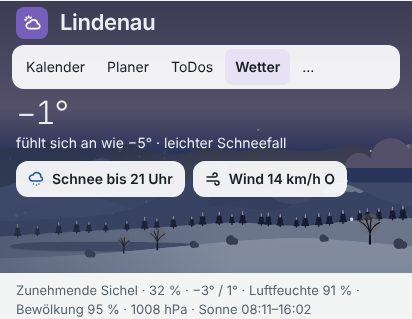 Lindenau
Kalender Planer ToDos Wetter ...
−1°
fühlt sich an wie −5° · leichter Schneefall
Schnee bis 21 Uhr Wind 14 km/h O
Zunehmende Sichel · 32 % · −3° / 1° · Luftfeuchte 91 % ·
Bewölkung 95 % · 1008 hPa · Sonne 08:11–16:02